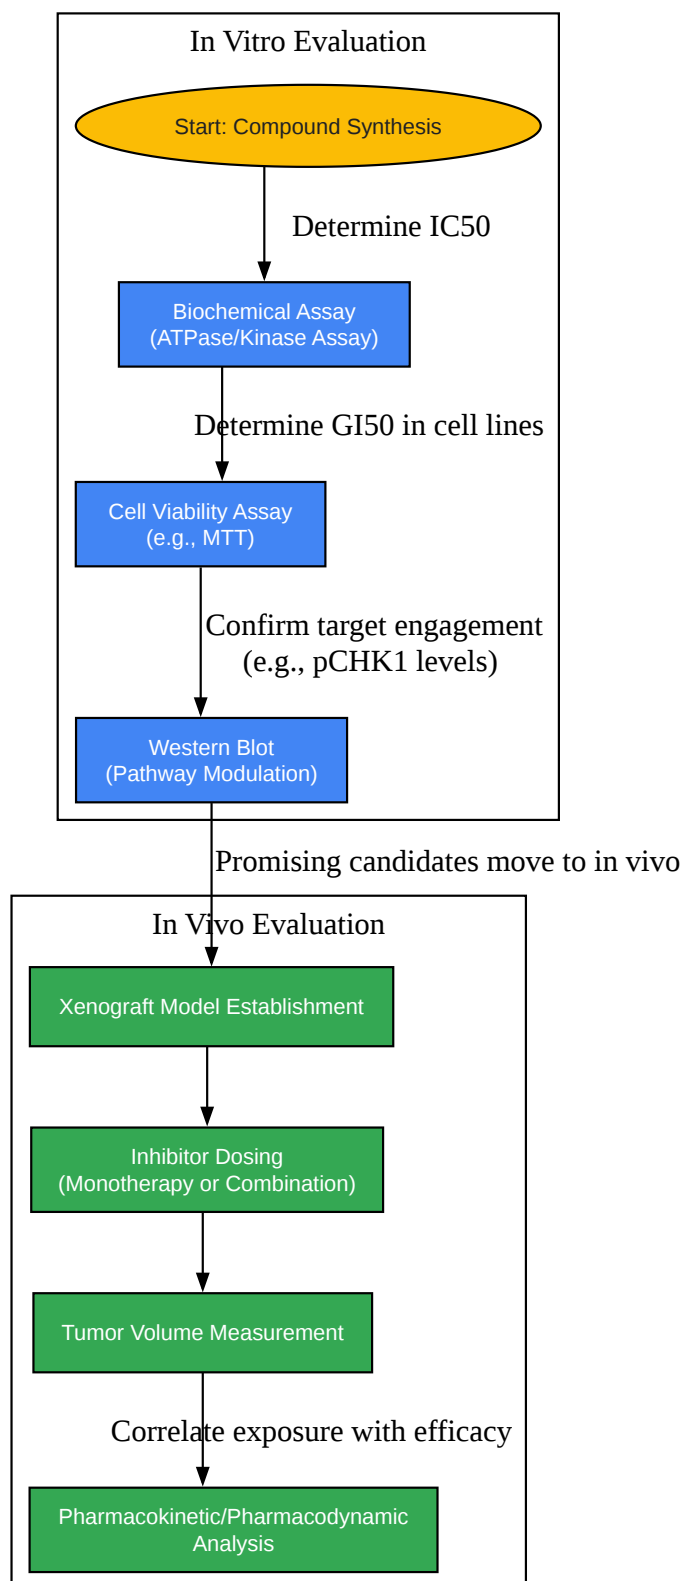 In Vitro Evaluation
Start: Compound Synthesis
Determine IC50
Biochemical Assay
(ATPase/Kinase Assay)
Determine GI50 in cell lines
Cell Viability Assay
(e.g., MTT)
Confirm target engagement
(e.g., pCHK1 levels)
Western Blot
(Pathway Modulation)
Promising candidates move to in vivo
In Vivo Evaluation
Xenograft Model Establishment
Inhibitor Dosing
(Monotherapy or Combination)
Tumor Volume Measurement
Correlate exposure with efficacy
Pharmacokinetic/Pharmacodynamic
Analysis